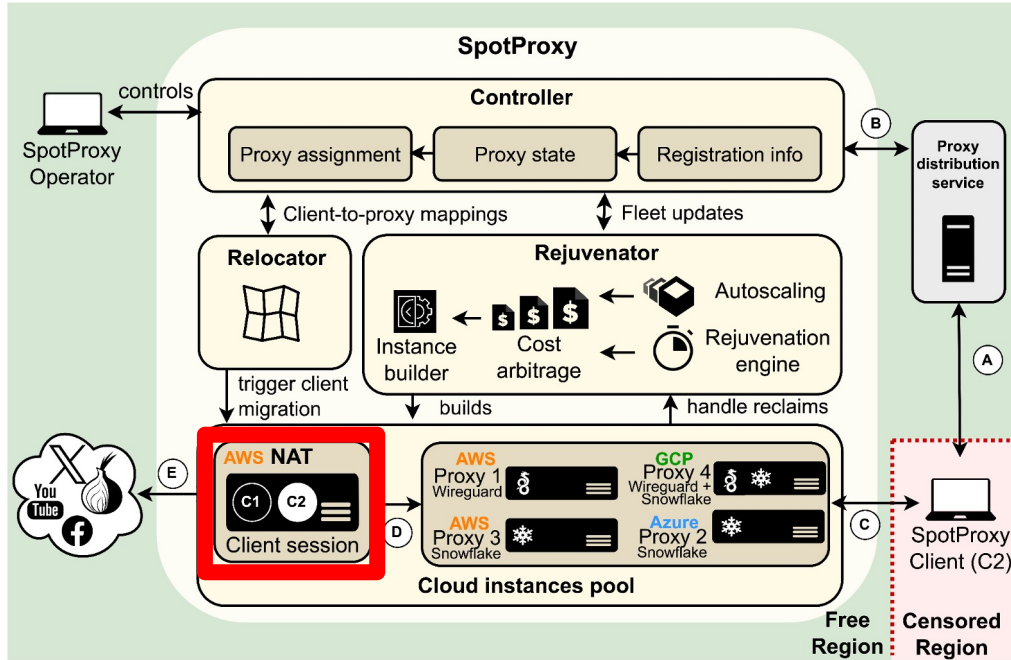 SpotProxy
controls
SpotProxy
Operator
Controller
Proxy assignment
Proxy state
Registration info
B
Proxy
distribution
service
Client-to-proxy mappings
Fleet updates
Relocator
Rejuvenator
Autoscaling
$ $ $
Instance
builder
Cost
arbitrage
Rejuvenation
engine
A
trigger client
migration
builds
handle reclaims
E
X
You
Tube
f
AWS NAT
C1 C2
Client session
D
AWS
Proxy 1
Wireguard
GCP
Proxy 4
Wireguard +
Snowflake
AWS
Proxy 3
Snowflake
Azure
Proxy 2
Snowflake
Cloud instances pool
C
SpotProxy
Client (C2)
Free
Region
Censored
Region